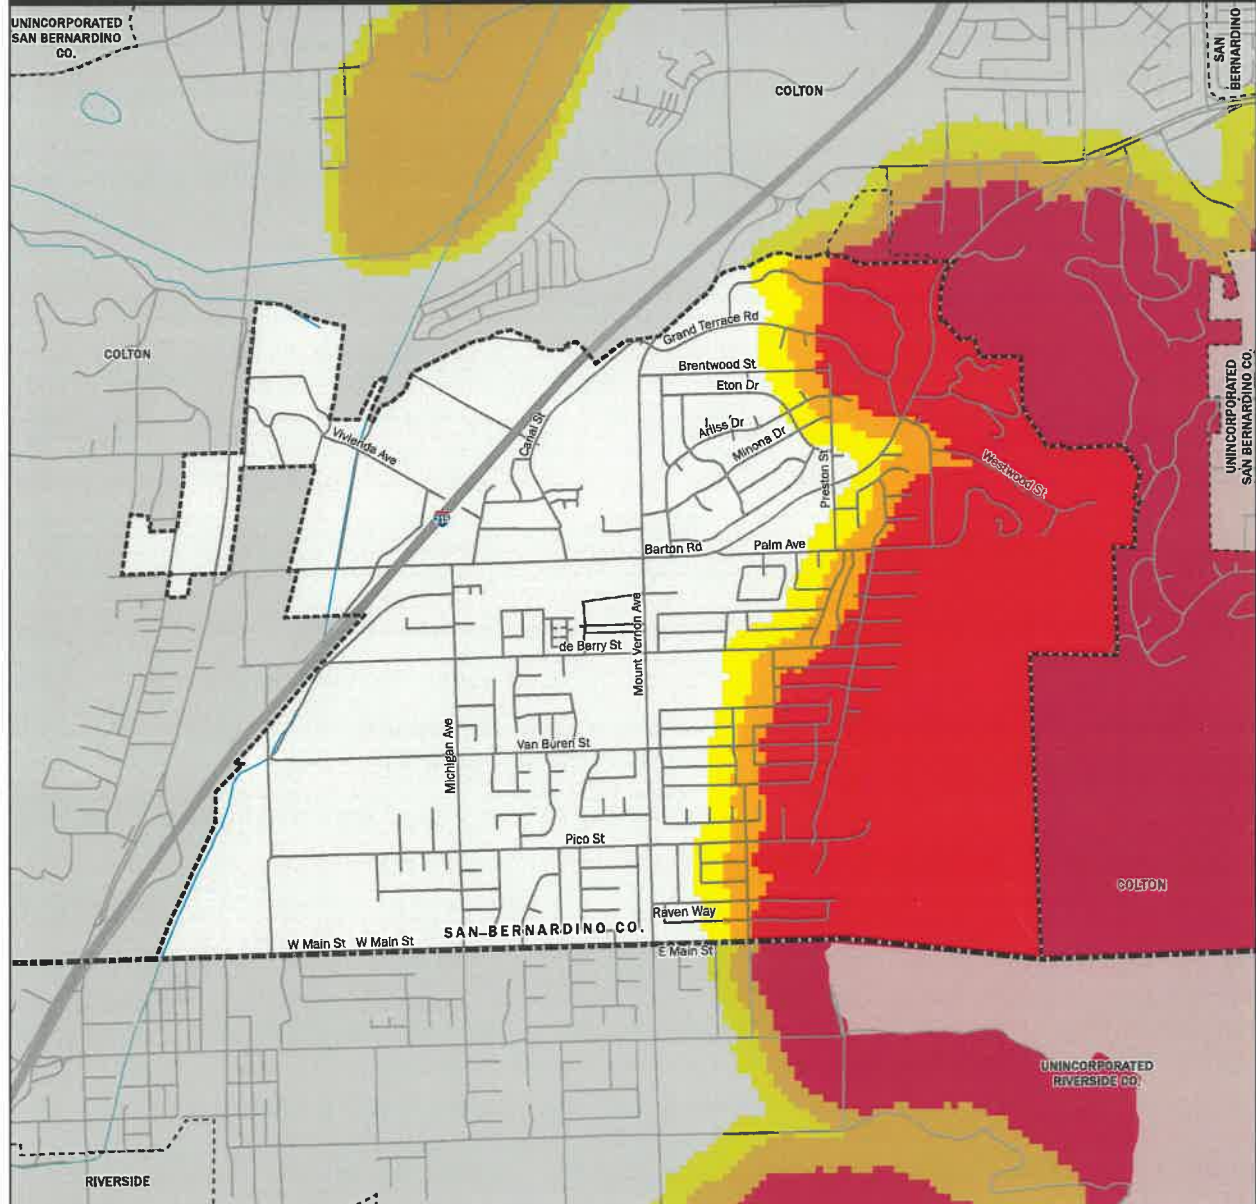 UNINCORPORATED
SAN BERNARDINO
CO.
SAN
BERNARDINO
COLTON
COLTON
Grand Terrace Rd
Brentwood St
Eton Dr
Arliss Dr
Minona Dr
Canal St
Vivienda Ave
Preston St
Westwood St
UNINCORPORATED
SAN BERNARDINO CO.
215
Barton Rd
Palm Ave
Mount Vernon Ave
de Berry St
Michigan Ave
Van Buren St
Pico St
COLTON
Raven Way
SAN BERNARDINO CO.
W Main St
W Main St
E Main St
UNINCORPORATED
RIVERSIDE CO.
RIVERSIDE